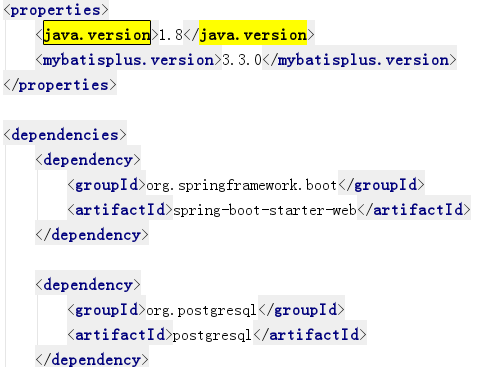 <properties>
<java.version>1.8</java.version>
<mybatisplus.version>3.3.0</mybatisplus.version>
</properties>
<dependencies>
<dependency>
<groupId>org.springframework.boot</groupId>
<artifactId>spring-boot-starter-web</artifactId>
</dependency>
<dependency>
<groupId>org.postgresql</groupId>
<artifactId>postgresql</artifactId>
</dependency>